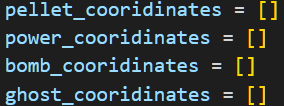 pellet_cooridinates = []
power_cooridinates = []
bomb_cooridinates = []
ghost_cooridinates = []